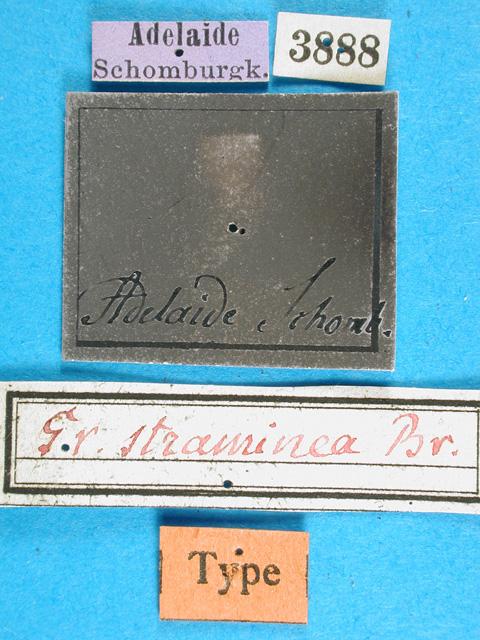 Adelaide
Schomburgk.
3888
Adelaide Schomb.
Gr. straminea Br.
Type